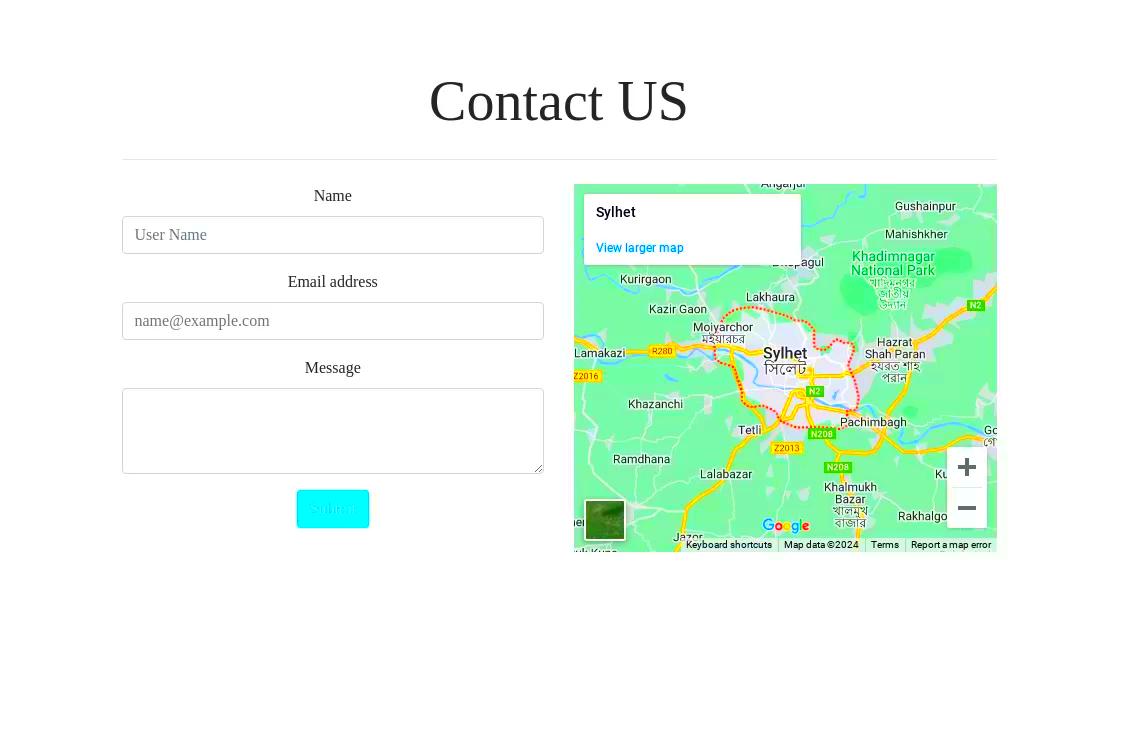 Contact US
Name
User Name
Email address
name@example.com
Message
Submit
Sylhet
View larger map
Gushainpur
Mahishkher
Khadimnagar
National Park
খাদিমনগর
জাতীয়
উদ্যান
Kurirgaon
Lakhaura
N2
Kazir Gaon
Moiyarchor
মইয়ারচর
Hazrat
Shah Paran
হযরত শাহ
পরান
Lamakazi
R280
Sylhet
সিলেট
Z2016
N2
Khazanchi
Pachimbagh
Tetli
N208
Z2013
Ramdhana
N208
Lalabazar
Khalmukh
Bazar
খালমুখ
বাজার
Rakhalgo
Google
Keyboard shortcuts
Map data ©2024
Terms
Report a map error